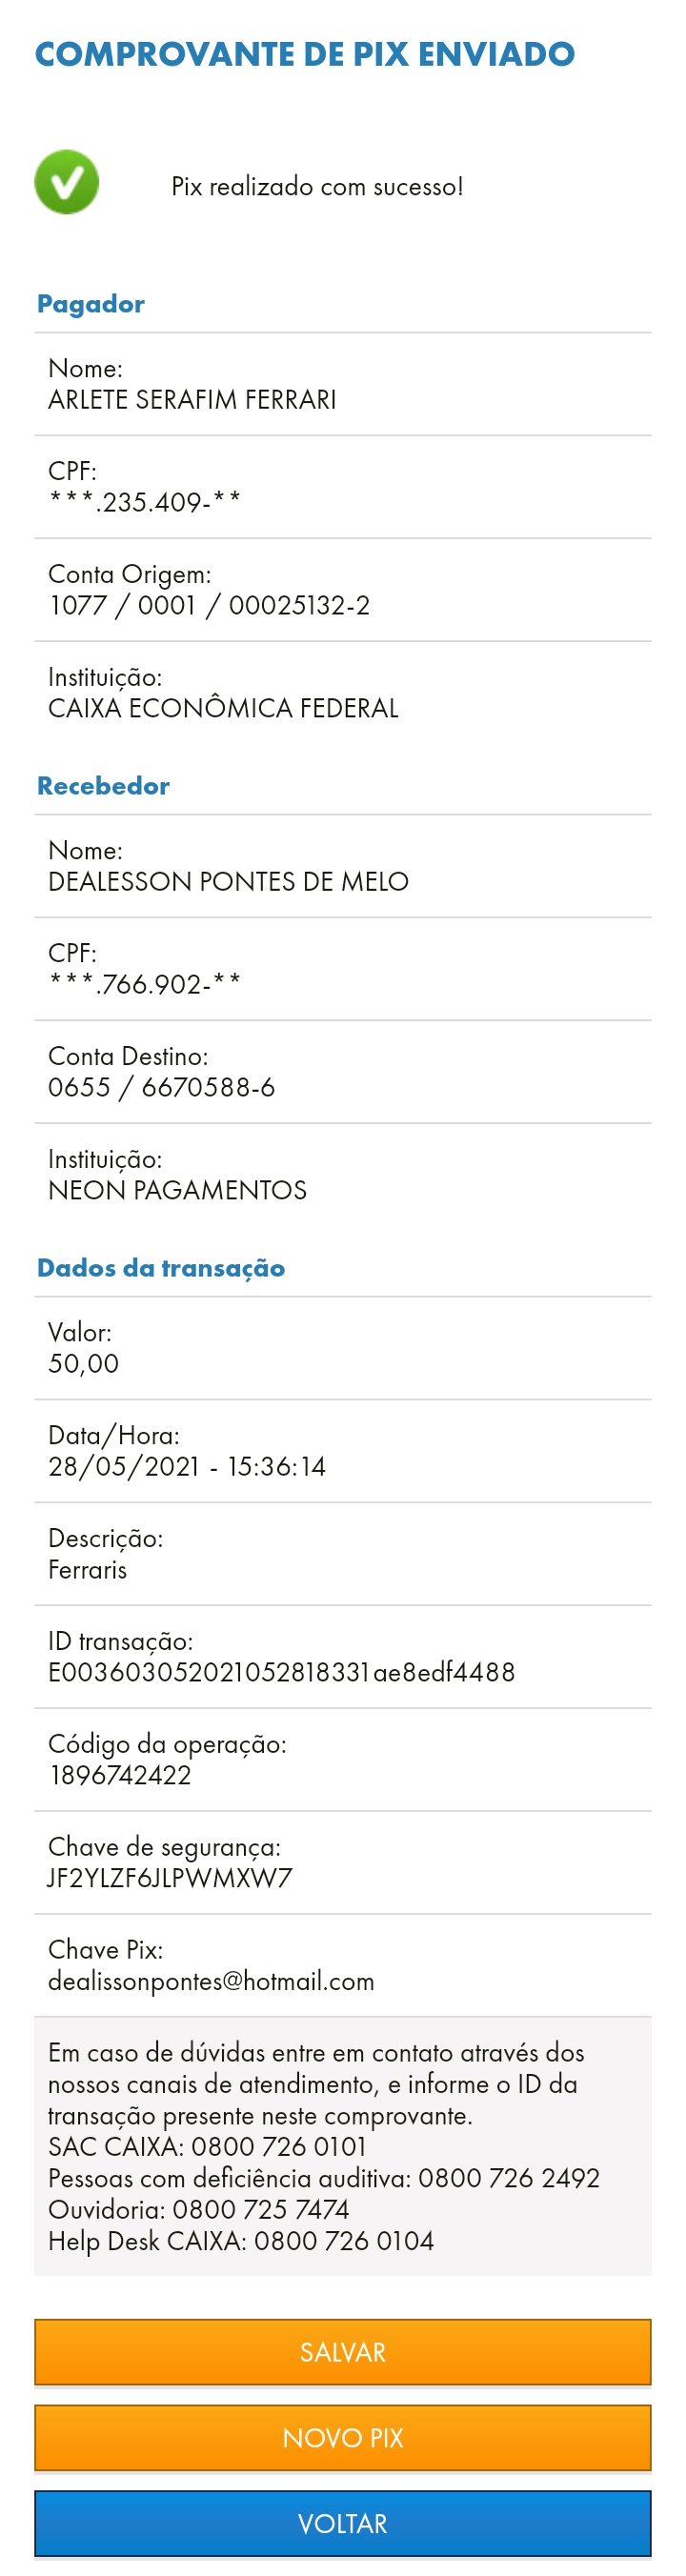 COMPROVANTE DE PIX ENVIADO
Pix realizado com sucesso!
Pagador
Nome:
ARLETE SERAFIM FERRARI
CPF:
***.235.409-**
Conta Origem:
1077 / 0001 / 00025132-2
Instituição:
CAIXA ECONÔMICA FEDERAL
Recebedor
Nome:
DEALESSON PONTES DE MELO
CPF:
***.766.902-**
Conta Destino:
0655 / 6670588-6
Instituição:
NEON PAGAMENTOS
Dados da transação
Valor:
50,00
Data/Hora:
28/05/2021 - 15:36:14
Descrição:
Ferraris
ID transação:
E00360305202105281831ae8edf4488
Código da operação:
1896742422
Chave de segurança:
JF2YLZF6JLPWMXW7
Chave Pix:
dealissonpontes@hotmail.com
Em caso de dúvidas entre em contato através dos
nossos canais de atendimento, e informe o ID da
transação presente neste comprovante.
SAC CAIXA: 0800 726 0101
Pessoas com deficiência auditiva: 0800 726 2492
Ouvidoria: 0800 725 7474
Help Desk CAIXA: 0800 726 0104
SALVAR
NOVO PIX
VOLTAR